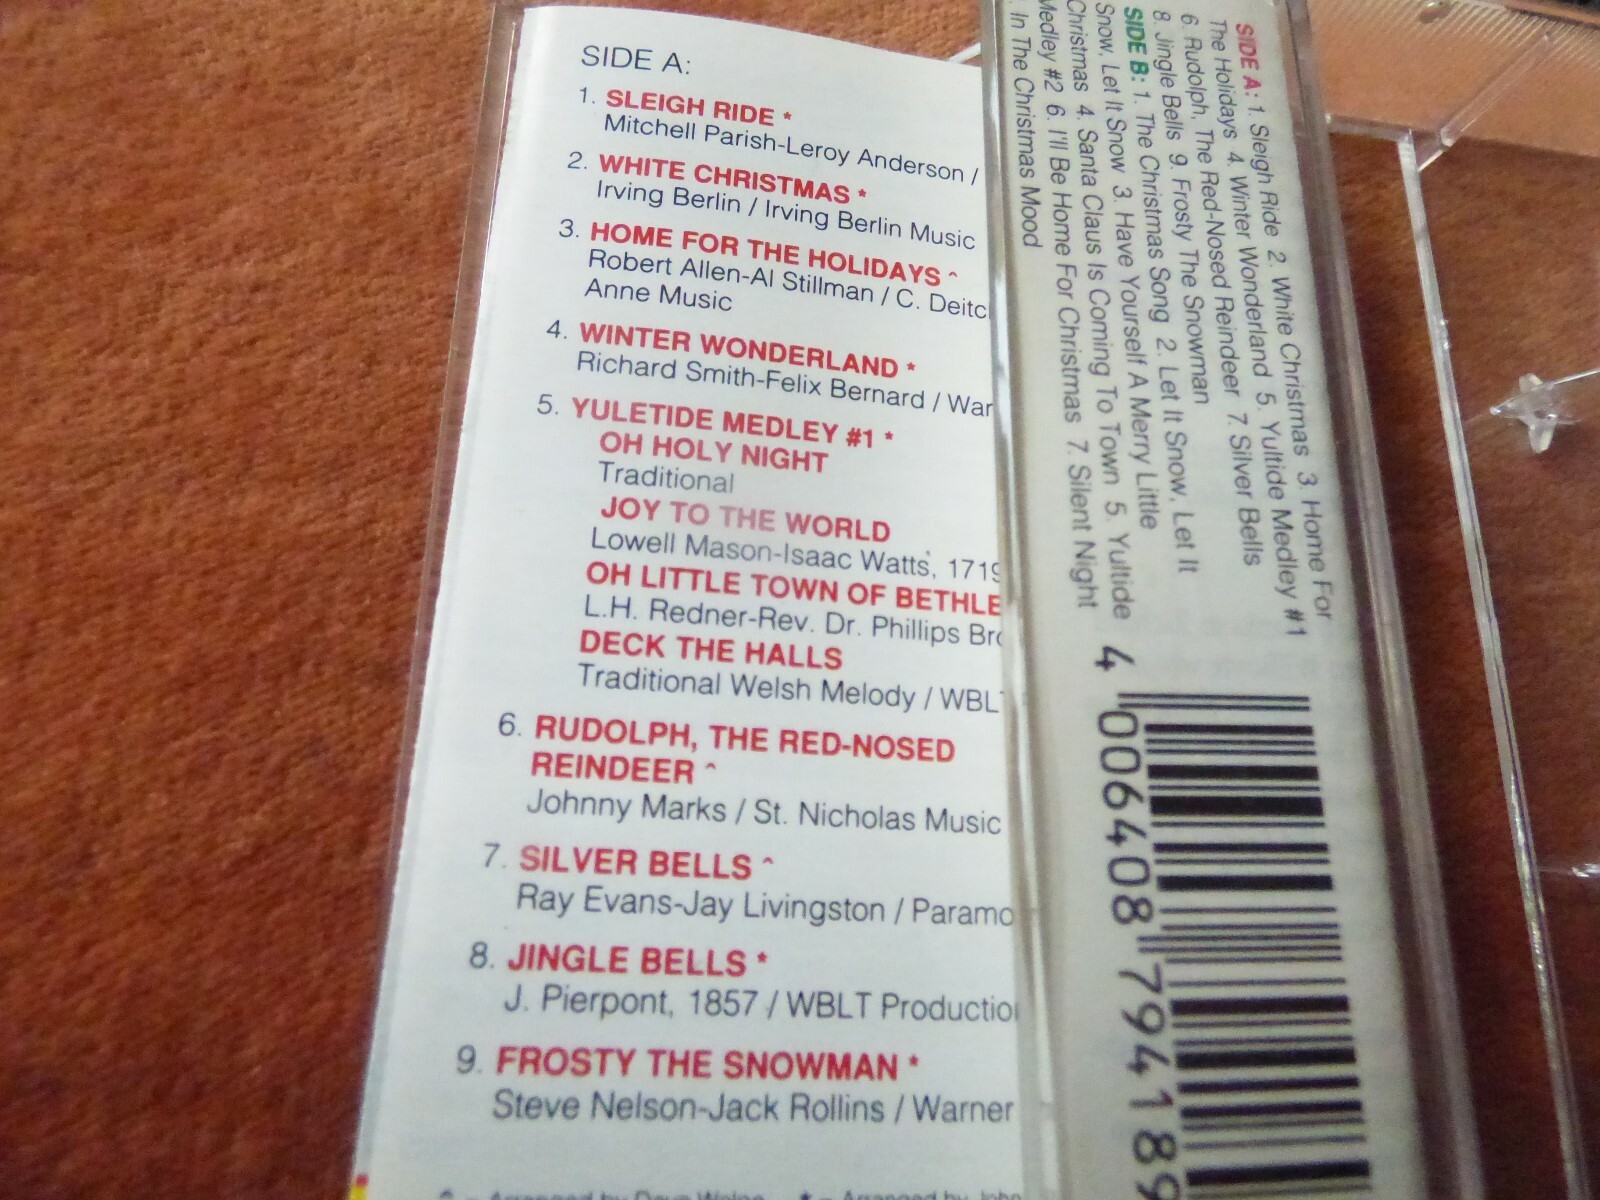 SIDE A:
1. SLEIGH RIDE *
Mitchell Parish-Leroy Anderson /
2. WHITE CHRISTMAS *
Irving Berlin / Irving Berlin Music
3. HOME FOR THE HOLIDAYS ^
Robert Allen-Al Stillman / C. Deitc
Anne Music
4. WINTER WONDERLAND *
Richard Smith-Felix Bernard / War
5. YULETIDE MEDLEY #1 *
OH HOLY NIGHT
Traditional
JOY TO THE WORLD
Lowell Mason-Isaac Watts, 1719
OH LITTLE TOWN OF BETHLE
L.H. Redner-Rev. Dr. Phillips Bro
DECK THE HALLS
Traditional Welsh Melody / WBLT
6. RUDOLPH, THE RED-NOSED
REINDEER ^
Johnny Marks / St. Nicholas Music
7. SILVER BELLS ^
Ray Evans-Jay Livingston / Paramo
8. JINGLE BELLS *
J. Pierpont, 1857 / WBLT Productio
9. FROSTY THE SNOWMAN *
Steve Nelson-Jack Rollins / Warner
SIDE A: 1. Sleigh Ride 2. White Christmas 3. Home For
The Holidays 4. Winter Wonderland 5. Yultide Medley #1
6. Rudolph, The Red-Nosed Reindeer 7. Silver Bells
8. Jingle Bells 9. Frosty The Snowman
SIDE B: 1. The Christmas Song 2. Let It Snow, Let It
Snow, Let It Snow 3. Have Yourself A Merry Little
Christmas 4. Santa Claus Is Coming To Town 5. Yultide
Medley #2 6. I'll Be Home For Christmas 7. Silent Night
In The Christmas Mood
4 006408 794189